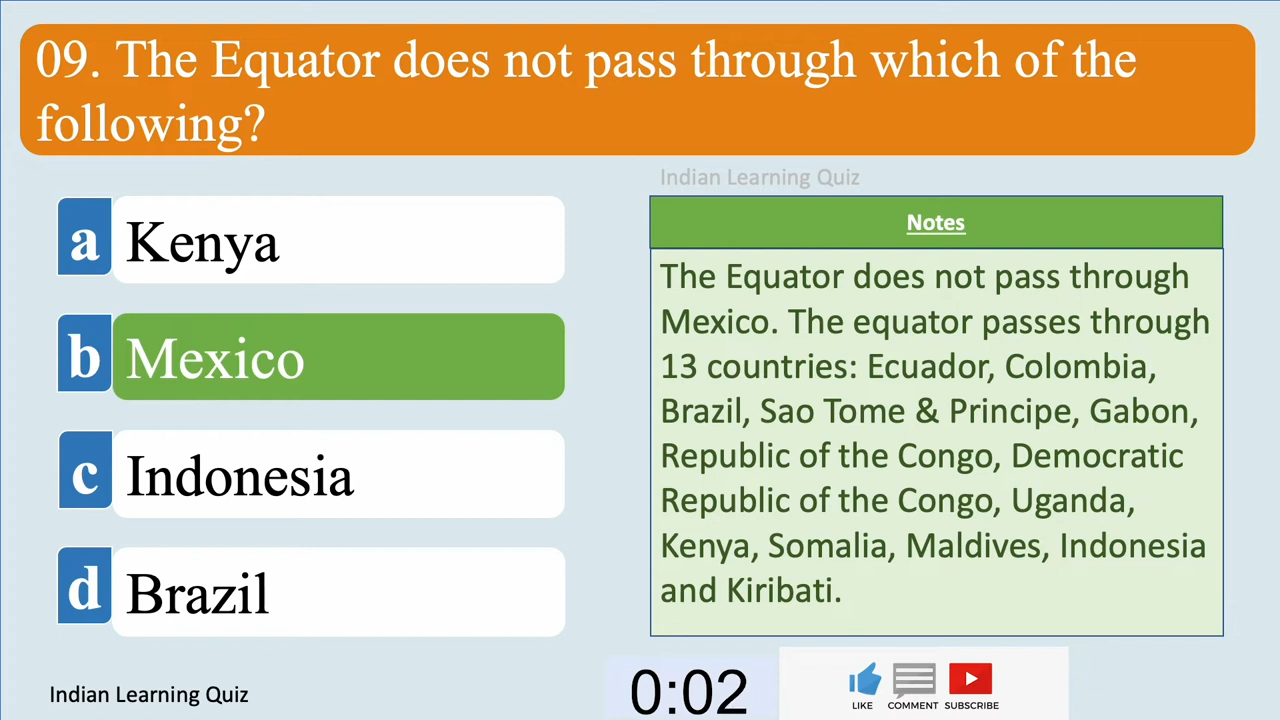 09. The Equator does not pass through which of the
following?
Indian Learning Quiz
a Kenya
b Mexico
c Indonesia
d Brazil
Notes
The Equator does not pass through
Mexico. The equator passes through
13 countries: Ecuador, Colombia,
Brazil, Sao Tome & Principe, Gabon,
Republic of the Congo, Democratic
Republic of the Congo, Uganda,
Kenya, Somalia, Maldives, Indonesia
and Kiribati.
Indian Learning Quiz
0:02
LIKE COMMENT SUBSCRIBE